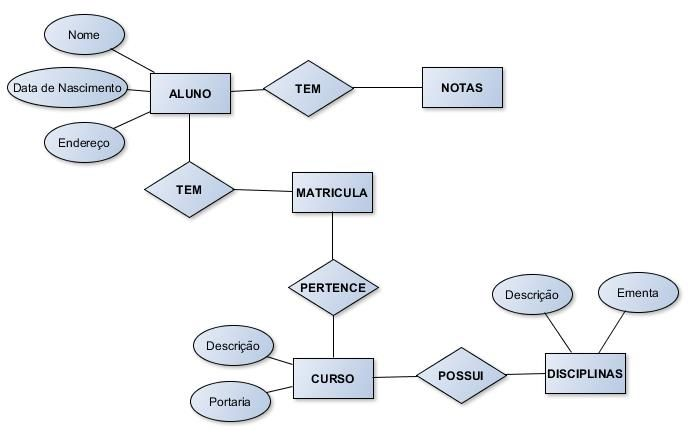 Nome
Data de Nascimento
ALUNO
TEM
NOTAS
Endereço
TEM
MATRICULA
PERTENCE
Descrição
Ementa
Descrição
CURSO
POSSUI
DISCIPLINAS
Portaria